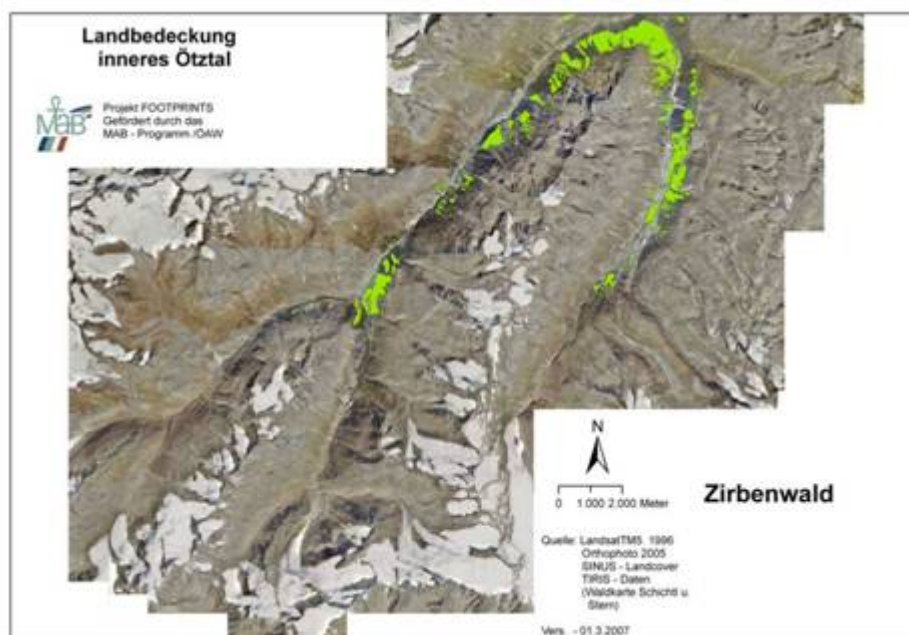 Landbedeckung
inneres Ötztal
MaB
Projekt FOOTPRINTS
Gefördert durch das
MAB - Programm /ÖAW
N
0 1.000 2.000 Meter
Zirbenwald
Quelle: LandsatTM5 1996
Orthophoto 2005
SINUS - Landcover
TIRIS - Daten
(Waldkarte Schichtl u.
Stern)
Vers. - 01.3.2007